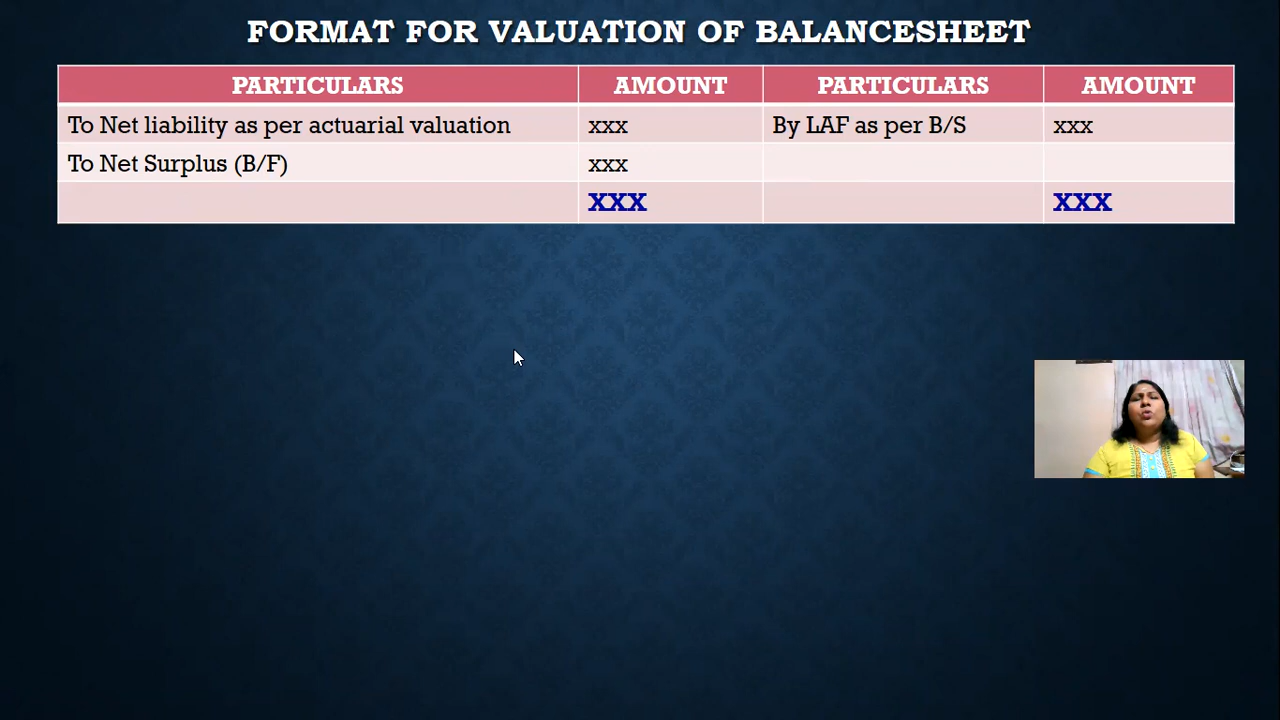 FORMAT FOR VALUATION OF BALANCESHEET
PARTICULARS AMOUNT PARTICULARS AMOUNT
To Net liability as per actuarial valuation xxx By LAF as per B/S xxx
To Net Surplus (B/F) xxx
XXX XXX